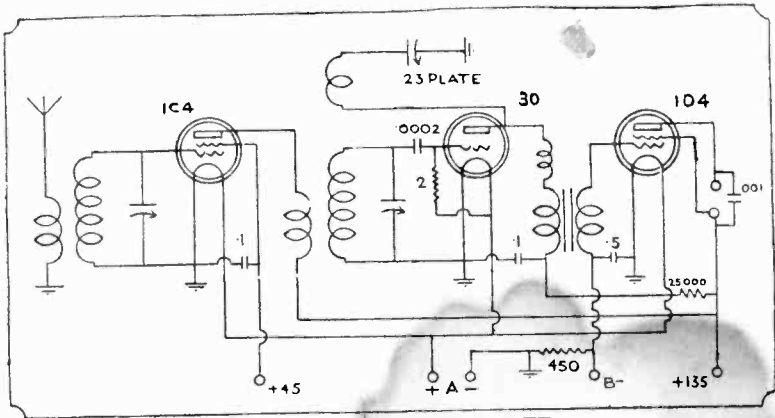 1C4
23 PLATE
30
1D4
.0002
2
.001
.1
.1
.5
25000
450
+45
+ A -
B-
+135